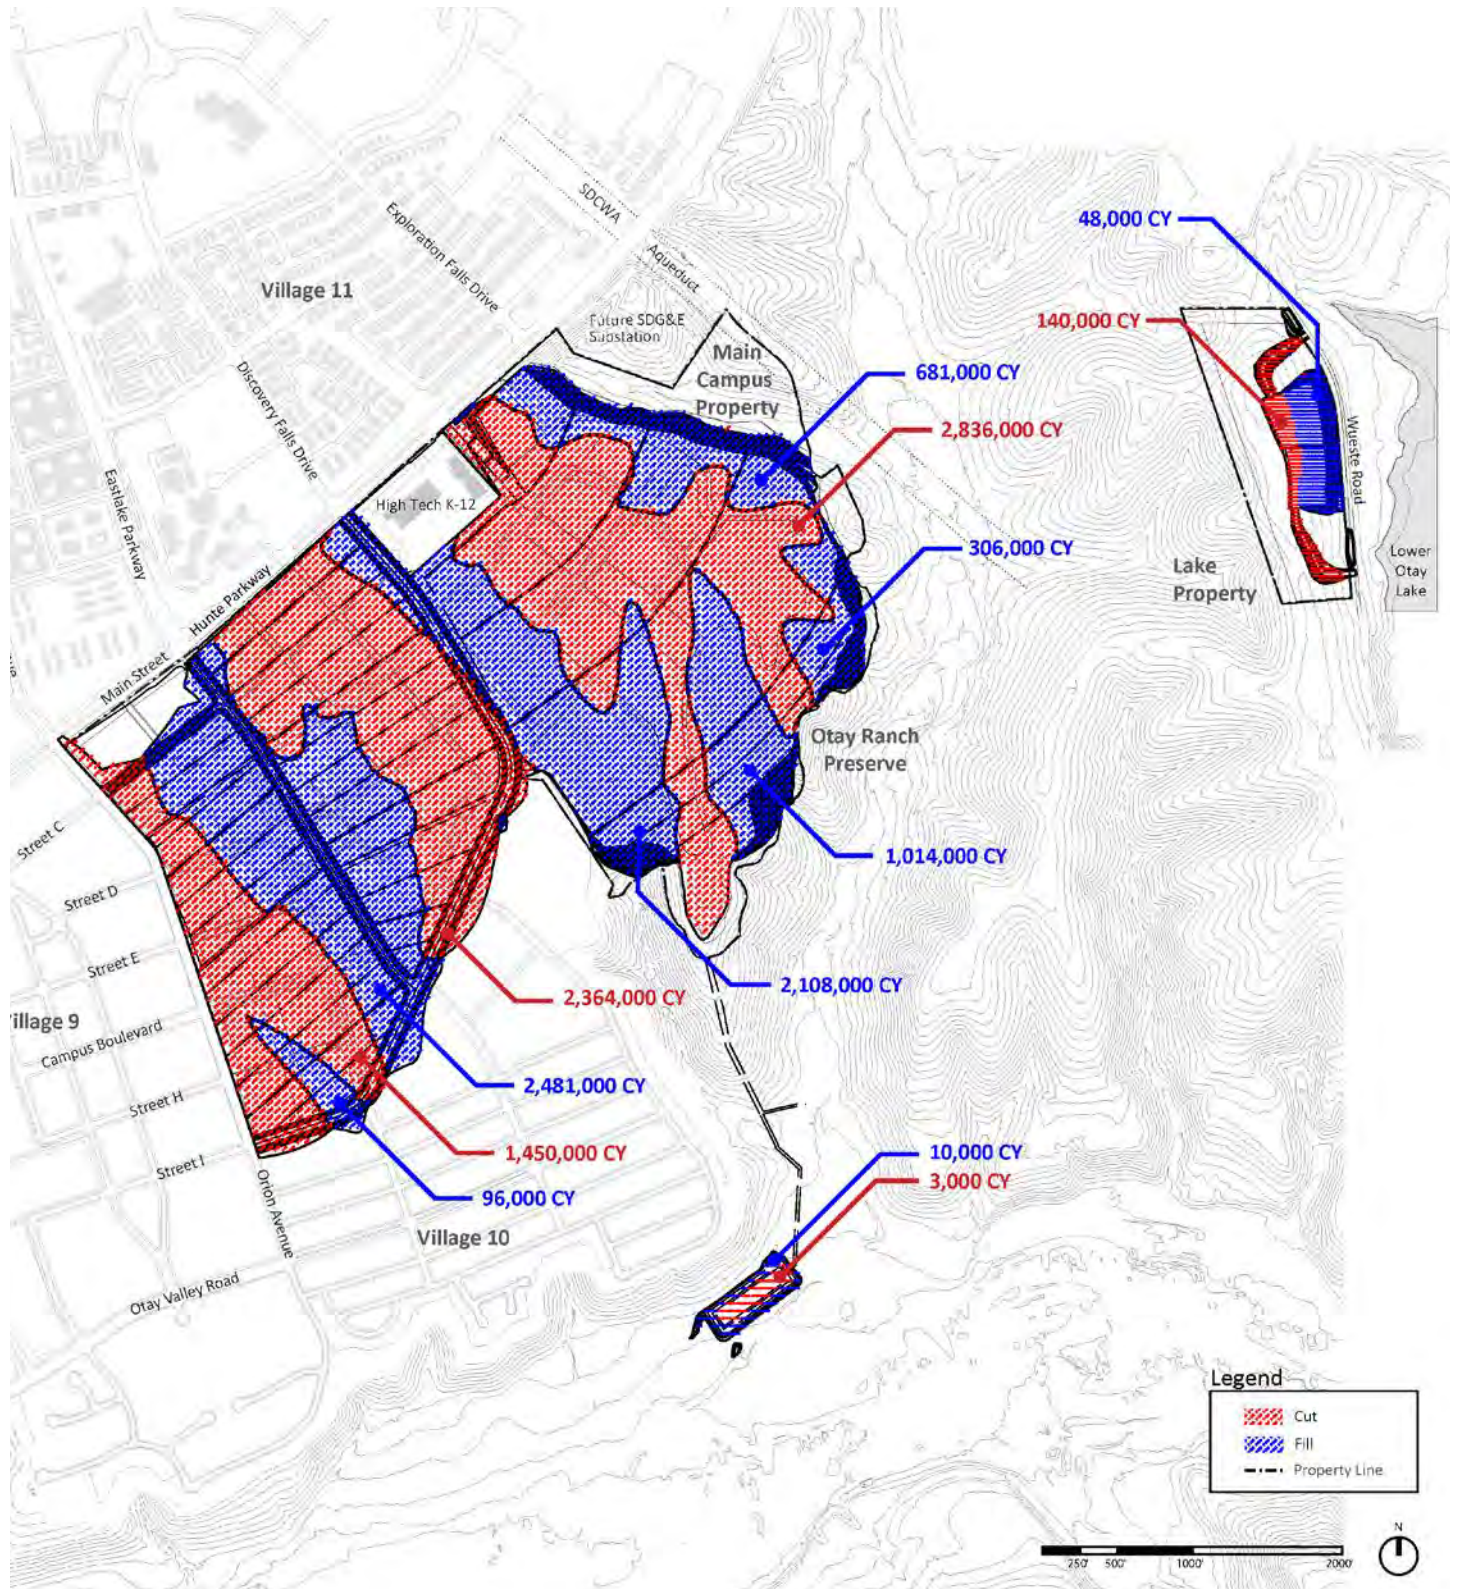 SDCWA
Aqueduct
Exploration Falls Drive
Village 11
Future SDG&E
Substation
Main
Campus
Property
48,000 CY
140,000 CY
681,000 CY
2,836,000 CY
Discovery Falls Drive
Eastlake Parkway
High Tech K-12
Wueste Road
306,000 CY
Lower
Otay
Lake
Lake
Property
Hunte Parkway
Main Street
Otay Ranch
Preserve
Street C
1,014,000 CY
Street D
Street E
2,108,000 CY
2,364,000 CY
illage 9
Campus Boulevard
2,481,000 CY
Street H
1,450,000 CY
10,000 CY
3,000 CY
Street I
96,000 CY
Orion Avenue
Village 10
Otay Valley Road
Legend
Cut
Fill
Property Line
N
250' 500' 1000' 2000'